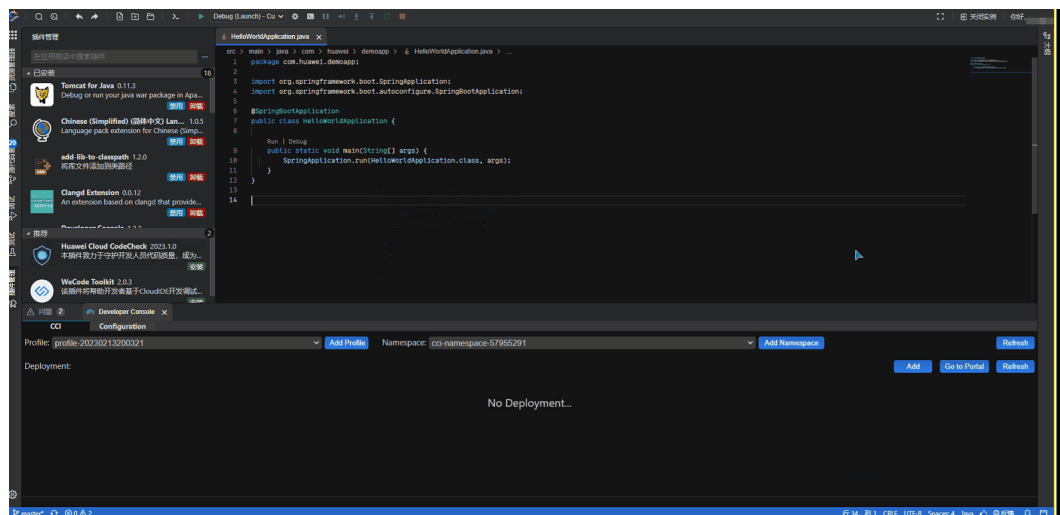 Debug (Launch) - Cu
关闭实例
你好,
插件管理
在应用商店中搜索插件
已安装
18
Tomcat for Java 0.11.3
Debug or run your java war package in Apa...
禁用 卸载
Chinese (Simplified) (简体中文) Lan... 1.0.5
Language pack extension for Chinese (Simp...
禁用 卸载
add-lib-to-classpath 1.2.0
将库文件添加到类路径
禁用 卸载
Clangd Extension 0.0.12
An extension based on clangd that provide...
禁用 卸载
推荐
2
Huawei Cloud CodeCheck 2023.1.0
本插件致力于守护开发人员代码质量, 成为...
安装
WeCode Toolkit 2.0.3
该插件将帮助开发者基于CloudIDE开发调试...
HelloWorldApplication.java
src > main > java > com > huawei > demoapp > HelloWorldApplication.java > ...
1 package com.huawei.demoapp;
2
3 import org.springframework.boot.SpringApplication;
4 import org.springframework.boot.autoconfigure.SpringBootApplication;
5
6 @SpringBootApplication
7 public class HelloWorldApplication {
8
Run | Debug
9 public static void main(String[] args) {
10 SpringApplication.run(HelloWorldApplication.class, args);
11 }
12 }
13
14
大纲
问题 2
Developer Console
CCI
Configuration
Profile: profile-20230213200321
Add Profile
Namespace: cci-namespace-57955291
Add Namespace
Refresh
Deployment:
Add
Go to Portal
Refresh
No Deployment...
master*
0
2
行 14, 列 1
CRLF
UTF-8
Spaces: 4
Java
反馈